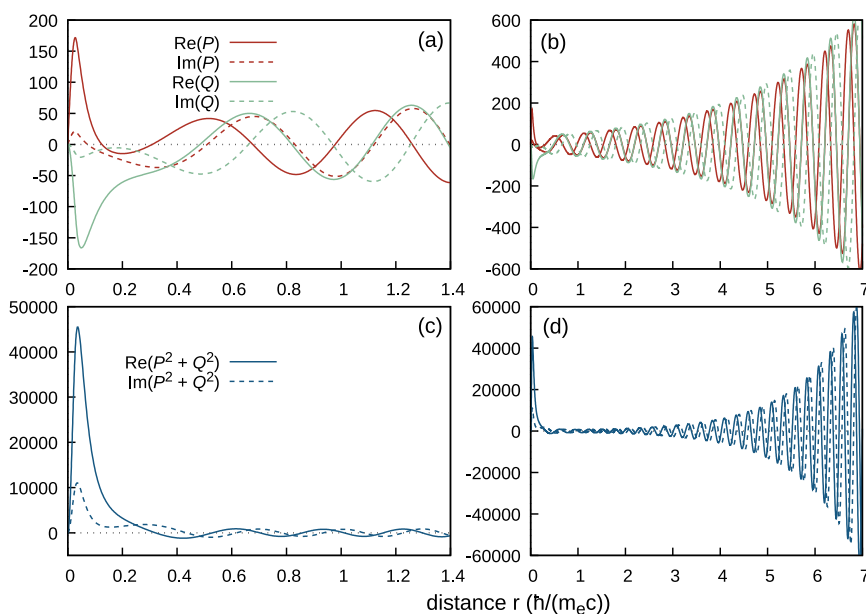 (a)
Re(P)
Im(P)
Re(Q)
Im(Q)
200
150
100
50
0
-50
-100
-150
-200
0 0.2 0.4 0.6 0.8 1 1.2 1.4
(b)
600
400
200
0
-200
-400
-600
0 1 2 3 4 5 6 7
(c)
Re(P² + Q²)
Im(P² + Q²)
50000
40000
30000
20000
10000
0
0 0.2 0.4 0.6 0.8 1 1.2 1.4
(d)
60000
40000
20000
0
-20000
-40000
-60000
0 1 2 3 4 5 6 7
distance r (ħ/(mₑc))